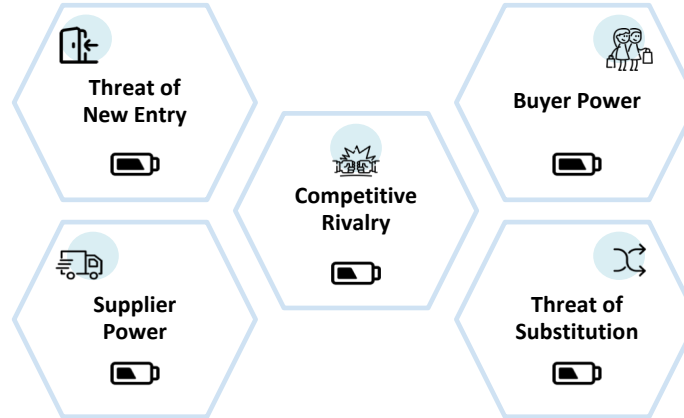 Threat of
New Entry
Buyer Power
Competitive
Rivalry
Supplier
Power
Threat of
Substitution